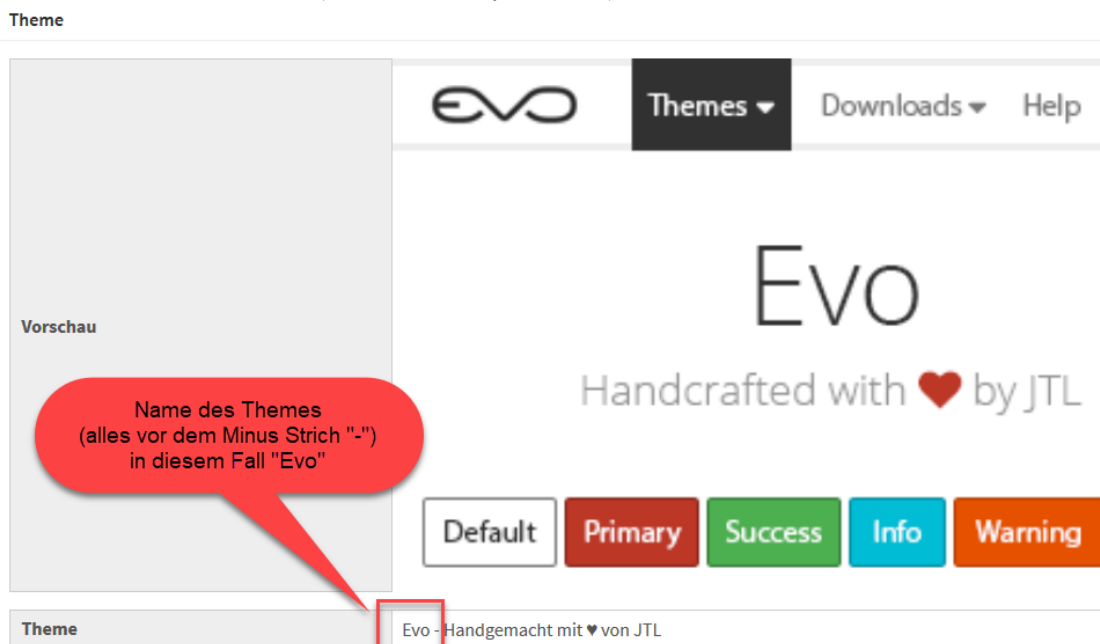 Theme
EVO
Themes
Downloads
Help
Evo
Handcrafted with ♥ by JTL
Vorschau
Name des Themes
(alles vor dem Minus Strich "-")
in diesem Fall "Evo"
Default
Primary
Success
Info
Warning
Theme
Evo - Handgemacht mit ♥ von JTL